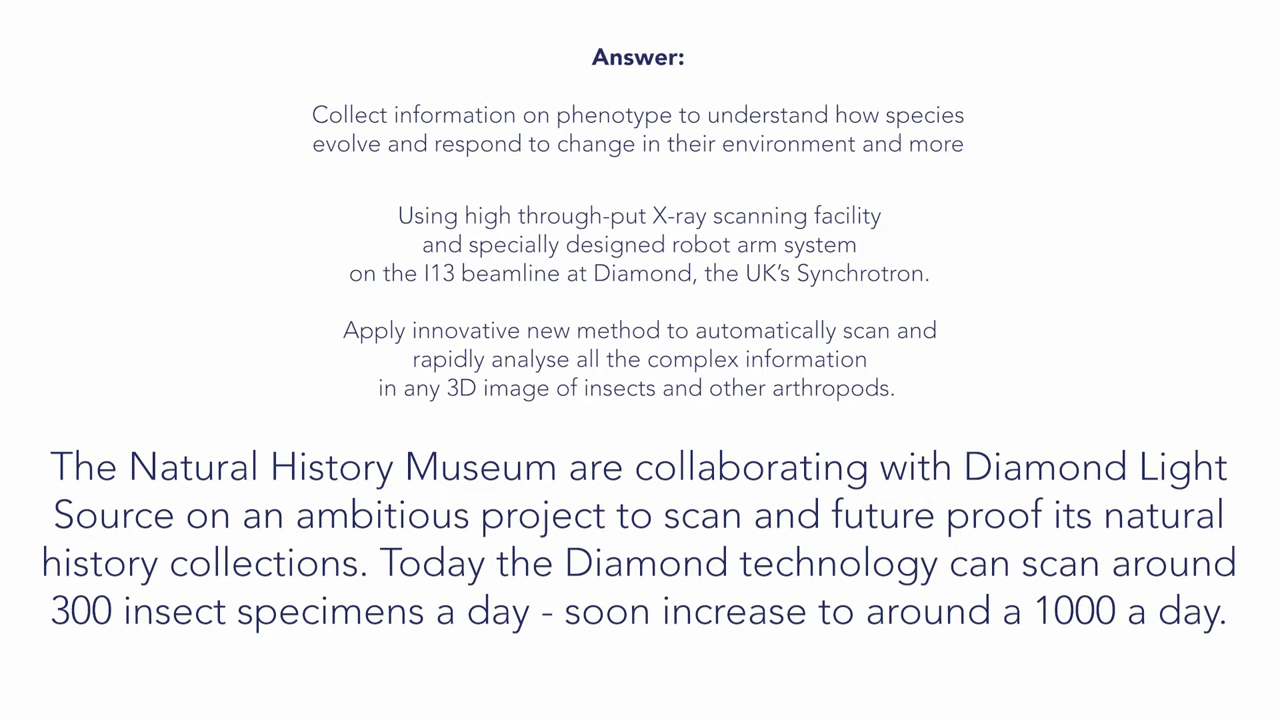 Answer:
Collect information on phenotype to understand how species
evolve and respond to change in their environment and more
Using high through-put X-ray scanning facility
and specially designed robot arm system
on the I13 beamline at Diamond, the UK’s Synchrotron.
Apply innovative new method to automatically scan and
rapidly analyse all the complex information
in any 3D image of insects and other arthropods.
The Natural History Museum are collaborating with Diamond Light
Source on an ambitious project to scan and future proof its natural
history collections. Today the Diamond technology can scan around
300 insect specimens a day - soon increase to around a 1000 a day.